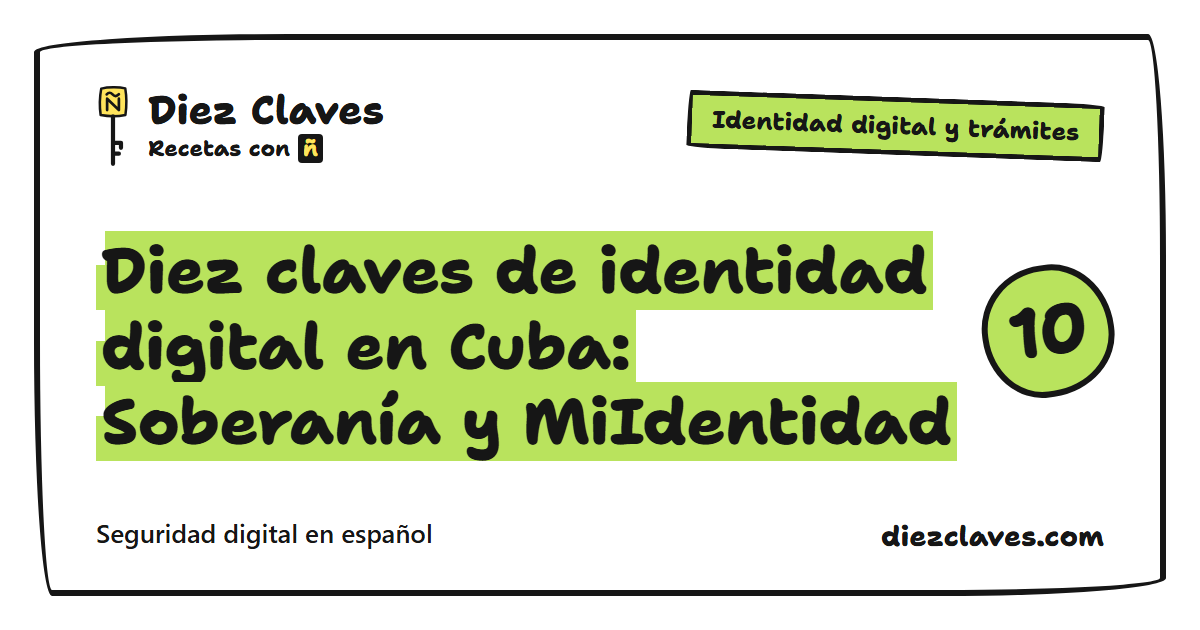 Ñ
Diez Claves
Recetas con ñ
Identidad digital y trámites
Diez claves de identidad
digital en Cuba:
Soberanía y MiIdentidad
10
Seguridad digital en español
diezclaves.com